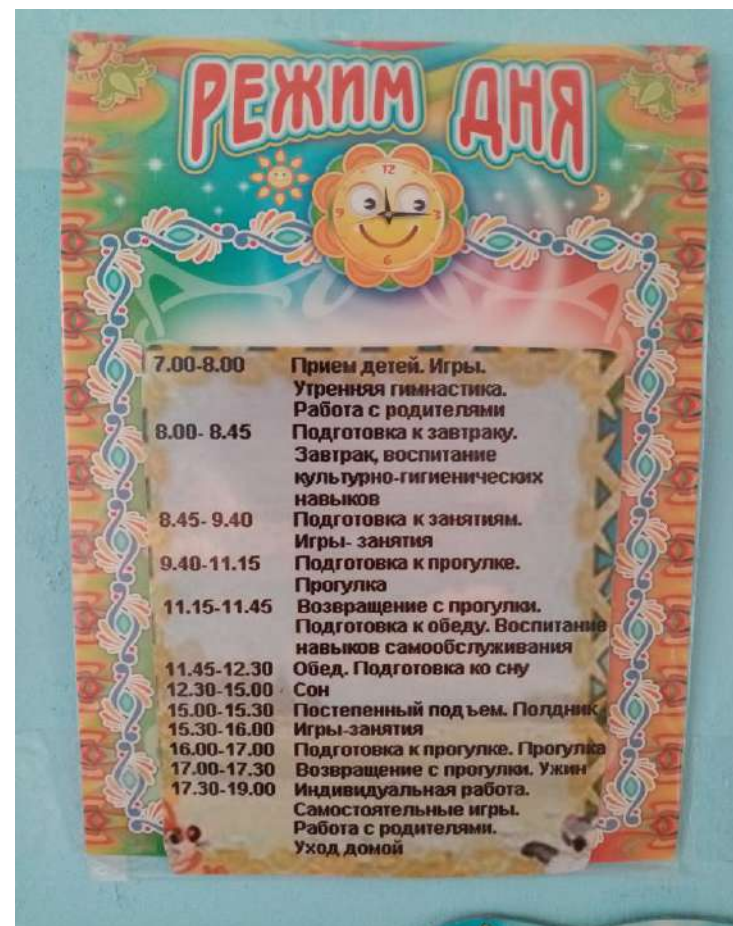 РЕЖИМ ДНЯ
12
9 3
6
7.00-8.00 Прием детей. Игры.
Утренняя гимнастика.
Работа с родителями
8.00- 8.45 Подготовка к завтраку.
Завтрак, воспитание
культурно-гигиенических
навыков
8.45- 9.40 Подготовка к занятиям.
Игры- занятия
9.40-11.15 Подготовка к прогулке.
Прогулка
11.15-11.45 Возвращение с прогулки.
Подготовка к обеду. Воспитание
навыков самообслуживания
11.45-12.30 Обед. Подготовка ко сну
12.30-15.00 Сон
15.00-15.30 Постепенный подъем. Полдник
15.30-16.00 Игры-занятия
16.00-17.00 Подготовка к прогулке. Прогулка
17.00-17.30 Возвращение с прогулки. Ужин
17.30-19.00 Индивидуальная работа.
Самостоятельные игры.
Работа с родителями.
Уход домой